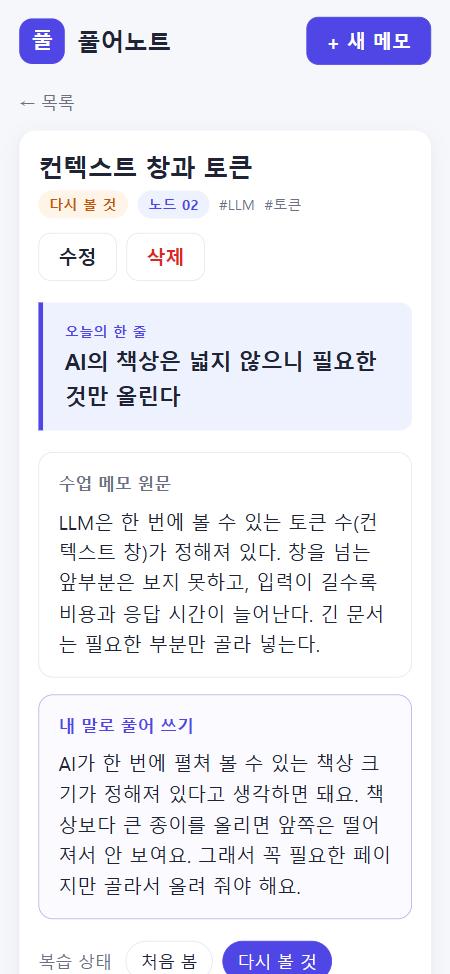 풀 풀어노트 + 새 메모
← 목록
컨텍스트 창과 토큰
다시 볼 것 노드 02 #LLM #토큰
수정 삭제
오늘의 한 줄
AI의 책상은 넓지 않으니 필요한
것만 올린다
수업 메모 원문
LLM은 한 번에 볼 수 있는 토큰 수(컨
텍스트 창)가 정해져 있다. 창을 넘는
앞부분은 보지 못하고, 입력이 길수록
비용과 응답 시간이 늘어난다. 긴 문서
는 필요한 부분만 골라 넣는다.
내 말로 풀어 쓰기
AI가 한 번에 펼쳐 볼 수 있는 책상 크
기가 정해져 있다고 생각하면 돼요. 책
상보다 큰 종이를 올리면 앞쪽은 떨어
져서 안 보여요. 그래서 꼭 필요한 페이
지만 골라서 올려 줘야 해요.
복습 상태 처음 봄 다시 볼 것